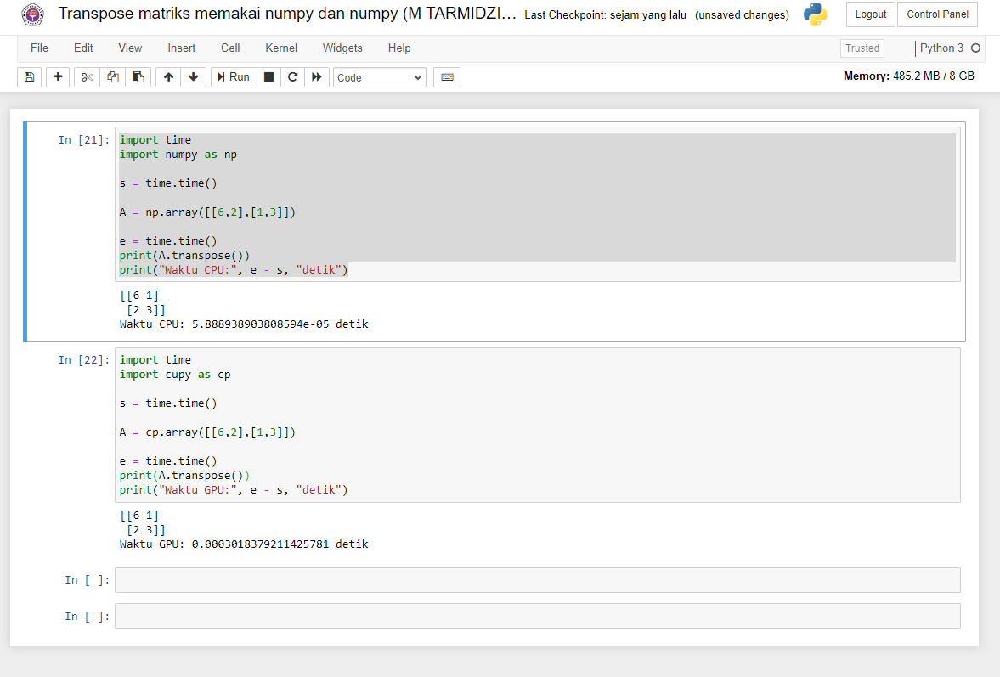 Transpose matriks memakai numpy dan numpy (M TARMIDZI... Last Checkpoint: sejam yang lalu (unsaved changes) Logout Control Panel
File Edit View Insert Cell Kernel Widgets Help Trusted Python 3
Run Code Memory: 485.2 MB / 8 GB
In [21]: import time
import numpy as np
s = time.time()
A = np.array([[6,2],[1,3]])
e = time.time()
print(A.transpose())
print("Waktu CPU:", e - s, "detik")
[[6 1]
[2 3]]
Waktu CPU: 5.888938903808594e-05 detik
In [22]: import time
import cupy as cp
s = time.time()
A = cp.array([[6,2],[1,3]])
e = time.time()
print(A.transpose())
print("Waktu GPU:", e - s, "detik")
[[6 1]
[2 3]]
Waktu GPU: 0.0003018379211425781 detik
In [ ]:
In [ ]: